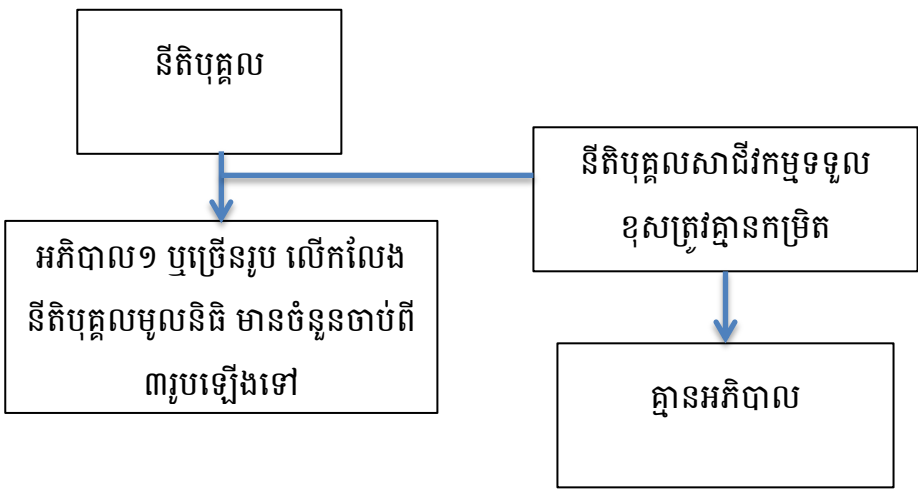 នីតិបុគ្គល
នីតិបុគ្គលសាជីវកម្មទទួល
ខុសត្រូវគ្មានកម្រិត
អភិបាល១ ឬច្រើនរូប លើកលែង
នីតិបុគ្គលមូលនិធិ មានចំនួនចាប់ពី
៣រូបឡើងទៅ
គ្មានអភិបាល